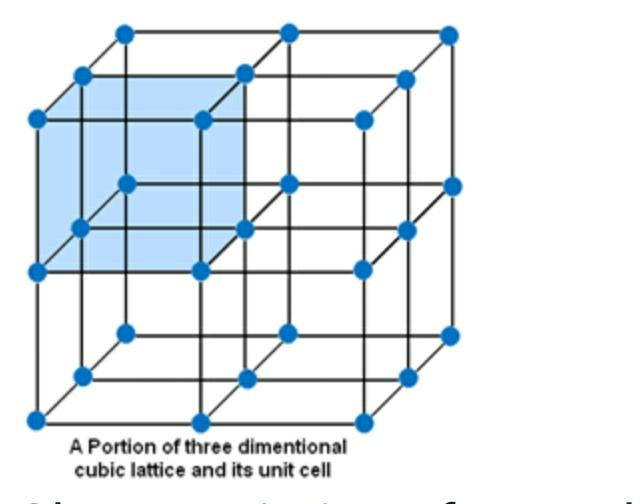 A Portion of three dimentional
cubic lattice and its unit cell